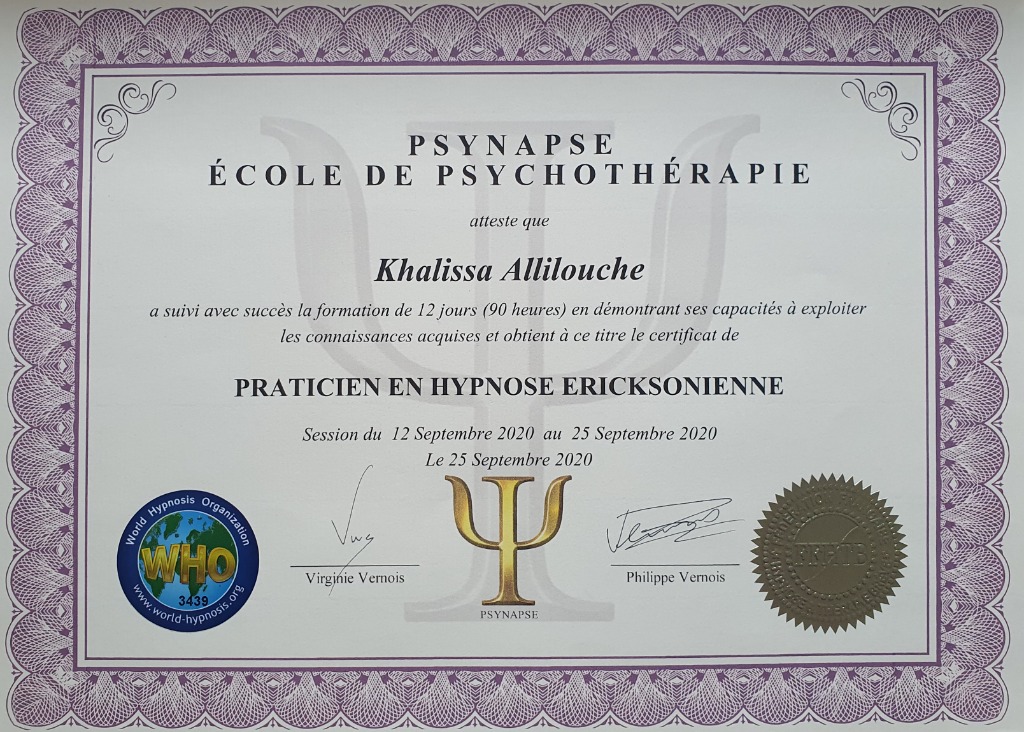 PSYNAPSE
ÉCOLE DE PSYCHOTHÉRAPIE
atteste que
Khalissa Allilouche
a suivi avec succès la formation de 12 jours (90 heures) en démontrant ses capacités à exploiter
les connaissances acquises et obtient à ce titre le certificat de
PRATICIEN EN HYPNOSE ERICKSONIENNE
Session du 12 Septembre 2020 au 25 Septembre 2020
Le 25 Septembre 2020
World Hypnosis Organization
WHO
3439
www.world-hypnosis.org
Virginie Vernois
PSYNAPSE
Philippe Vernois